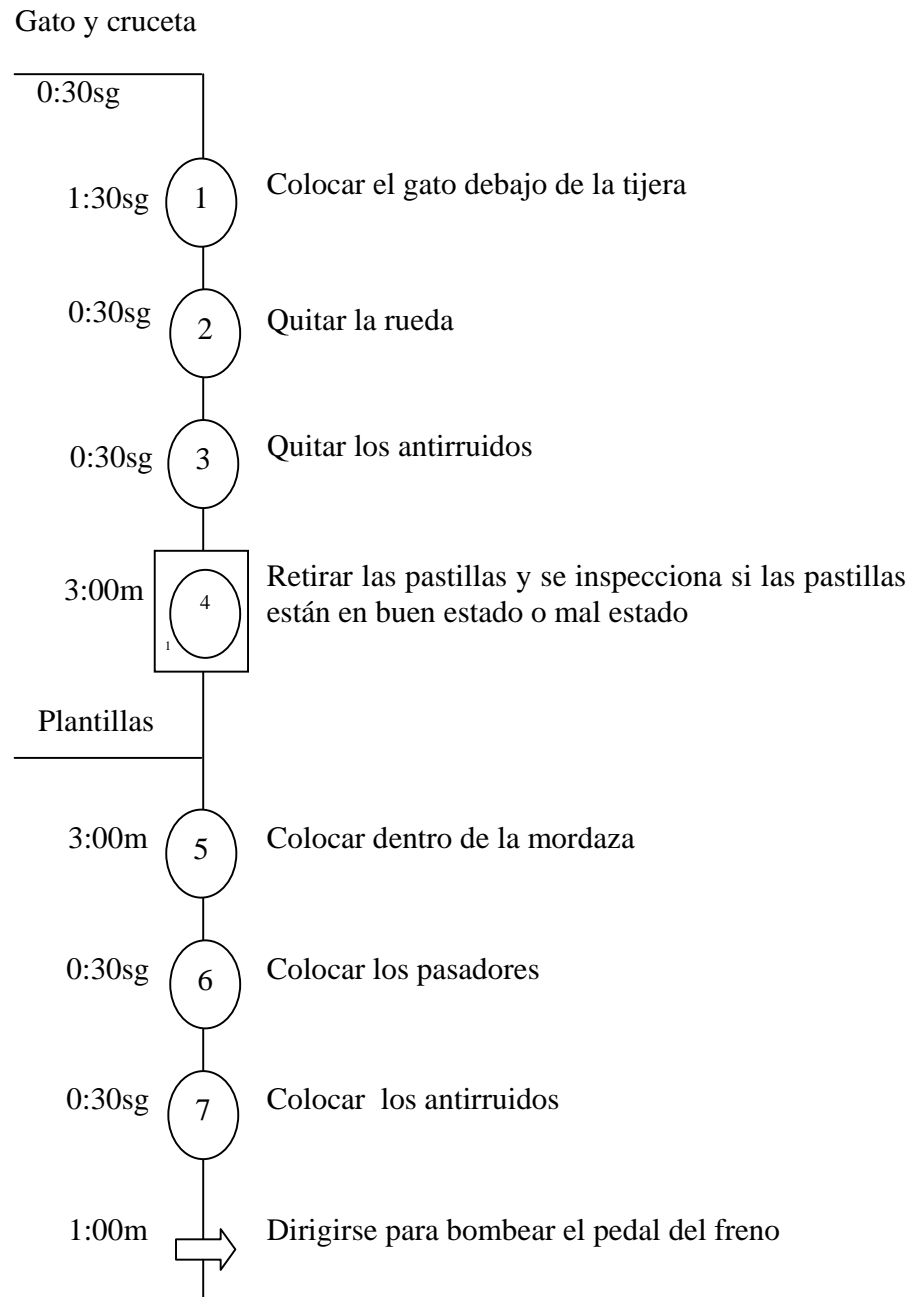 Gato y cruceta
0:30sg
1:30sg 1 Colocar el gato debajo de la tijera
0:30sg 2 Quitar la rueda
0:30sg 3 Quitar los antirruidos
3:00m 4 Retirar las pastillas y se inspecciona si las pastillas
1 están en buen estado o mal estado
Plantillas
3:00m 5 Colocar dentro de la mordaza
0:30sg 6 Colocar los pasadores
0:30sg 7 Colocar los antirruidos
1:00m Dirigirse para bombear el pedal del freno